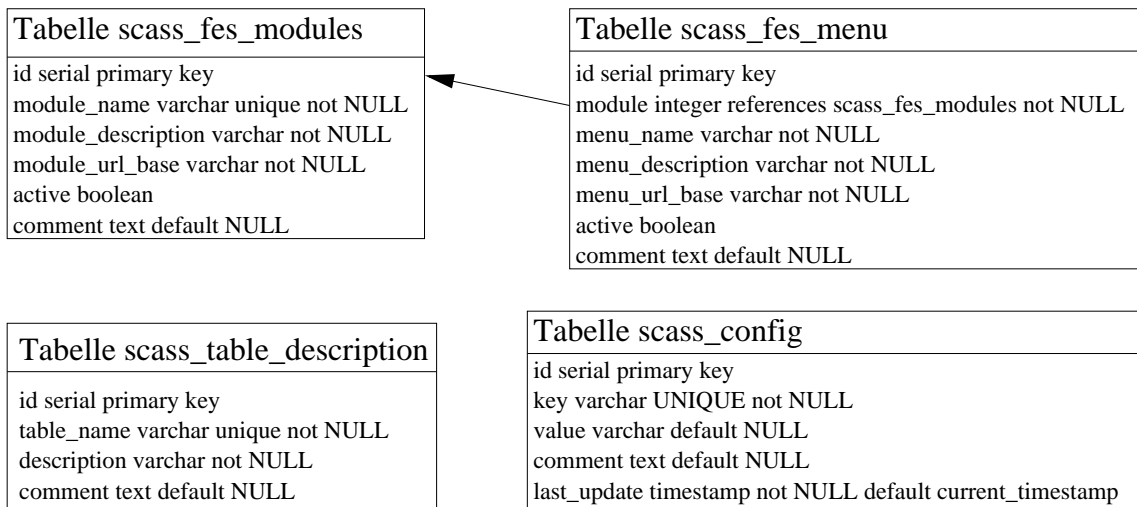 Tabelle scass_fes_modules
id serial primary key
module_name varchar unique not NULL
module_description varchar not NULL
module_url_base varchar not NULL
active boolean
comment text default NULL
Tabelle scass_fes_menu
id serial primary key
module integer references scass_fes_modules not NULL
menu_name varchar not NULL
menu_description varchar not NULL
menu_url_base varchar not NULL
active boolean
comment text default NULL
Tabelle scass_table_description
id serial primary key
table_name varchar unique not NULL
description varchar not NULL
comment text default NULL
Tabelle scass_config
id serial primary key
key varchar UNIQUE not NULL
value varchar default NULL
comment text default NULL
last_update timestamp not NULL default current_timestamp